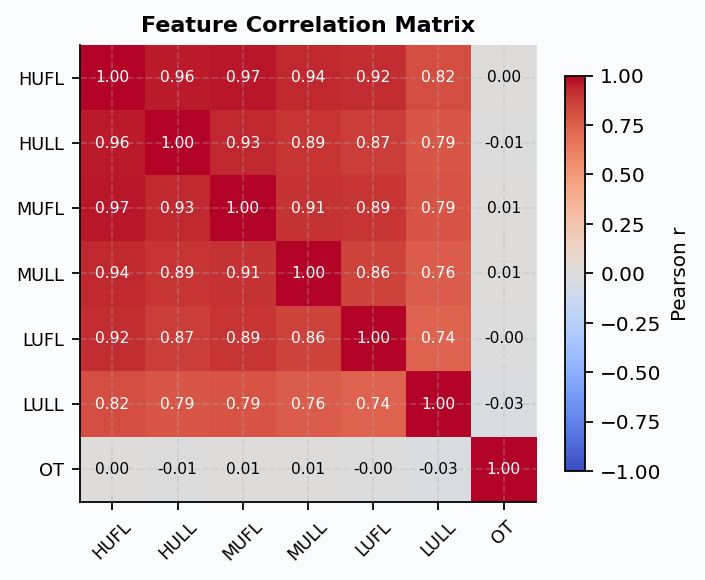 Feature Correlation Matrix
HUFL 1.00 0.96 0.97 0.94 0.92 0.82 0.00
HULL 0.96 1.00 0.93 0.89 0.87 0.79 -0.01
MUFL 0.97 0.93 1.00 0.91 0.89 0.79 0.01
MULL 0.94 0.89 0.91 1.00 0.86 0.76 0.01
LUFL 0.92 0.87 0.89 0.86 1.00 0.74 -0.00
LULL 0.82 0.79 0.79 0.76 0.74 1.00 -0.03
OT 0.00 -0.01 0.01 0.01 -0.00 -0.03 1.00
HUFL HULL MUFL MULL LUFL LULL OT
1.00
0.75
0.50
0.25
0.00
−0.25
−0.50
−0.75
−1.00
Pearson r